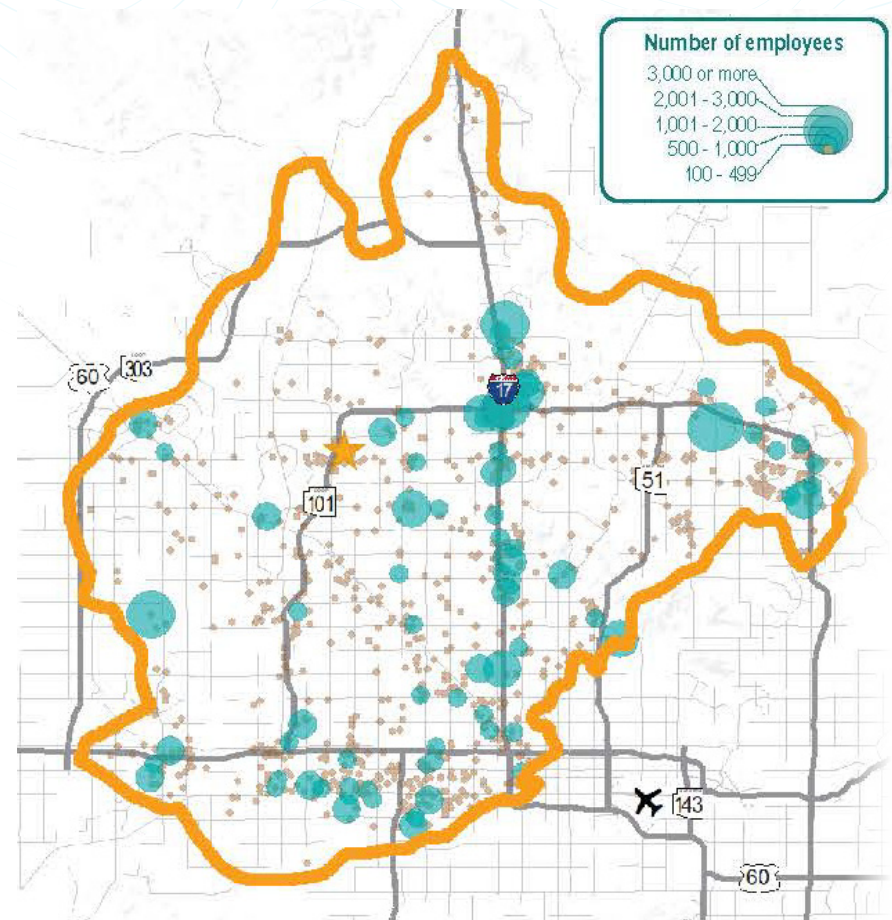 Number of employees
3,000 or more
2,001 - 3,000
1,001 - 2,000
500 - 1,000
100 - 499
17
60
303
51
101
143
60